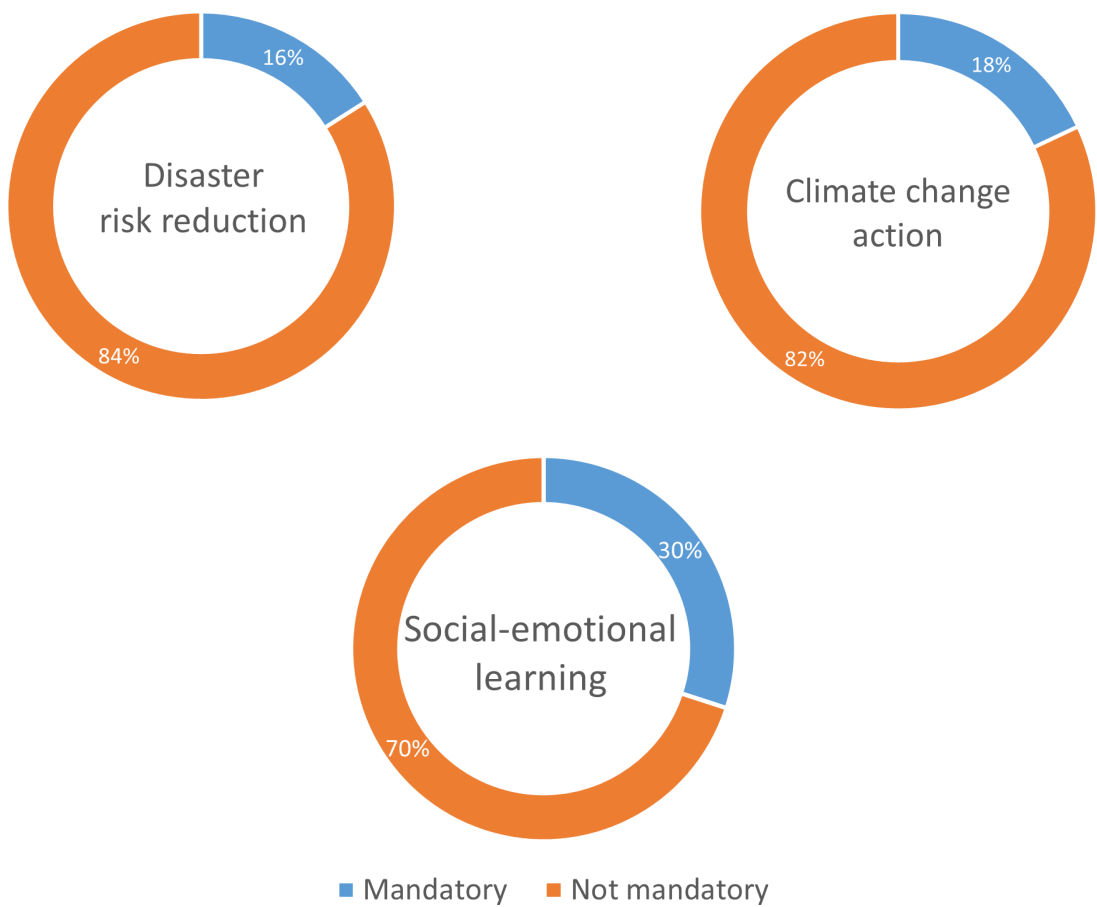 16%
Disaster
risk reduction
84%
18%
Climate change
action
82%
30%
Social-emotional
learning
70%
Mandatory Not mandatory